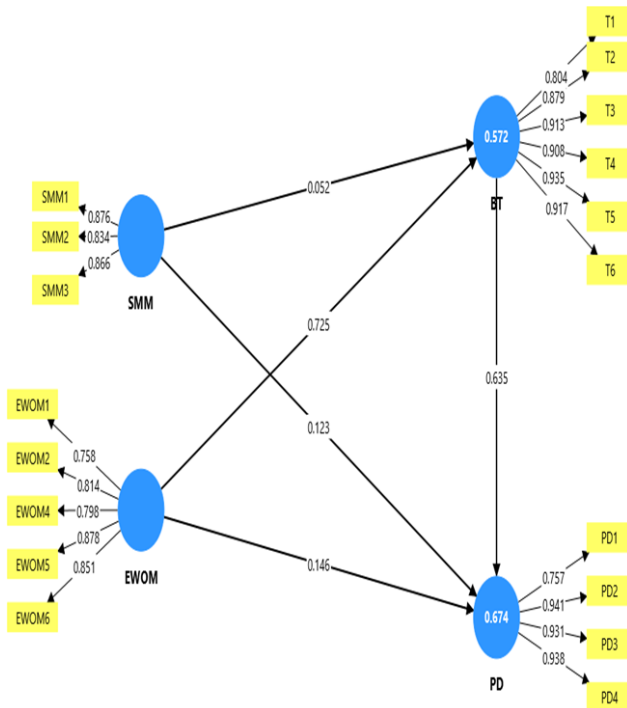 T1
T2
T3
T4
T5
T6
0.804
0.879
0.913
0.908
0.935
0.917
0.572
BT
SMM1
SMM2
SMM3
0.876
0.834
0.866
SMM
0.052
0.725
0.635
0.123
0.146
EWOM1
EWOM2
EWOM4
EWOM5
EWOM6
0.758
0.814
0.798
0.878
0.851
EWOM
PD1
PD2
PD3
PD4
0.757
0.941
0.931
0.938
0.674
PD